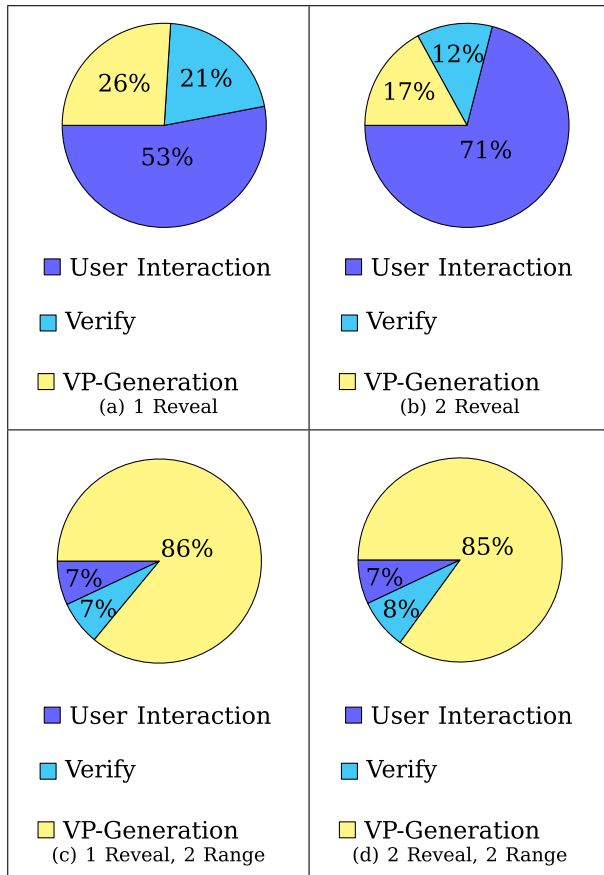 26%
21%
53%
User Interaction
Verify
VP-Generation
(a) 1 Reveal
12%
17%
71%
User Interaction
Verify
VP-Generation
(b) 2 Reveal
86%
7%
7%
User Interaction
Verify
VP-Generation
(c) 1 Reveal, 2 Range
85%
7%
8%
User Interaction
Verify
VP-Generation
(d) 2 Reveal, 2 Range